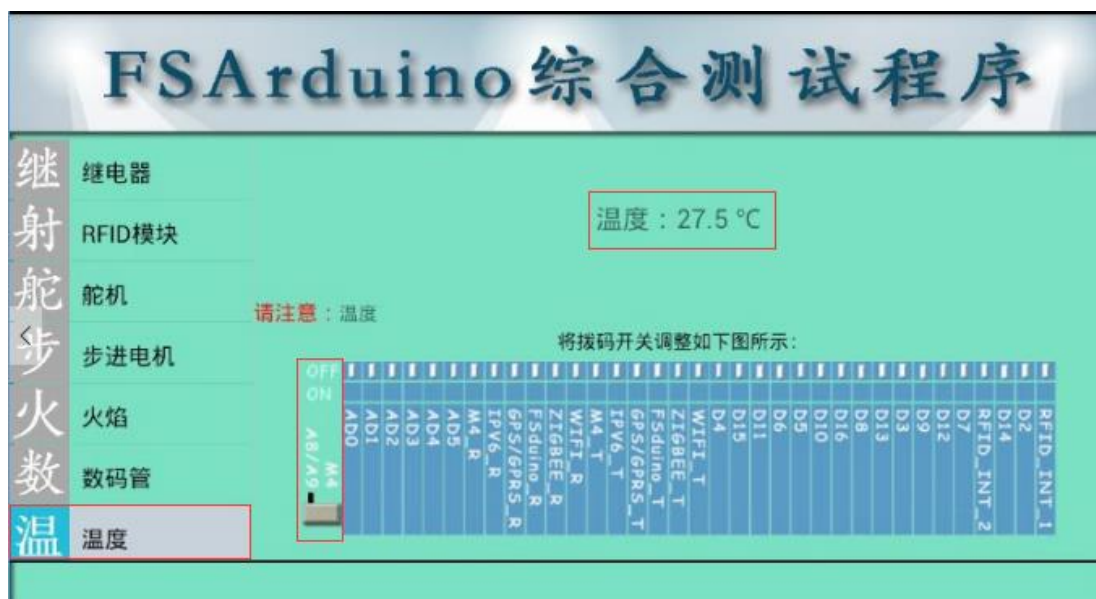 FSArduino综合测试程序
继 继电器
射 RFID模块
舵 舵机
步 步进电机
火 火焰
数 数码管
温 温度
温度：27.5 ℃
请注意：温度
将拨码开关调整如下图所示：
OFF
ON
A8/A9
M4
AD0
AD1
AD2
AD3
AD4
AD5
M4_R
IPV6_R
GPS/GPRS_R
FSduino_R
ZIGBEE_R
WIFI_R
M4_T
IPV6_T
GPS/GPRS_T
FSduino_T
ZIGBEE_T
WIFI_T
D4
D15
D11
D6
D5
D10
D16
D8
D13
D3
D9
D12
D7
RFID_INT_2
D14
D2
RFID_INT_1